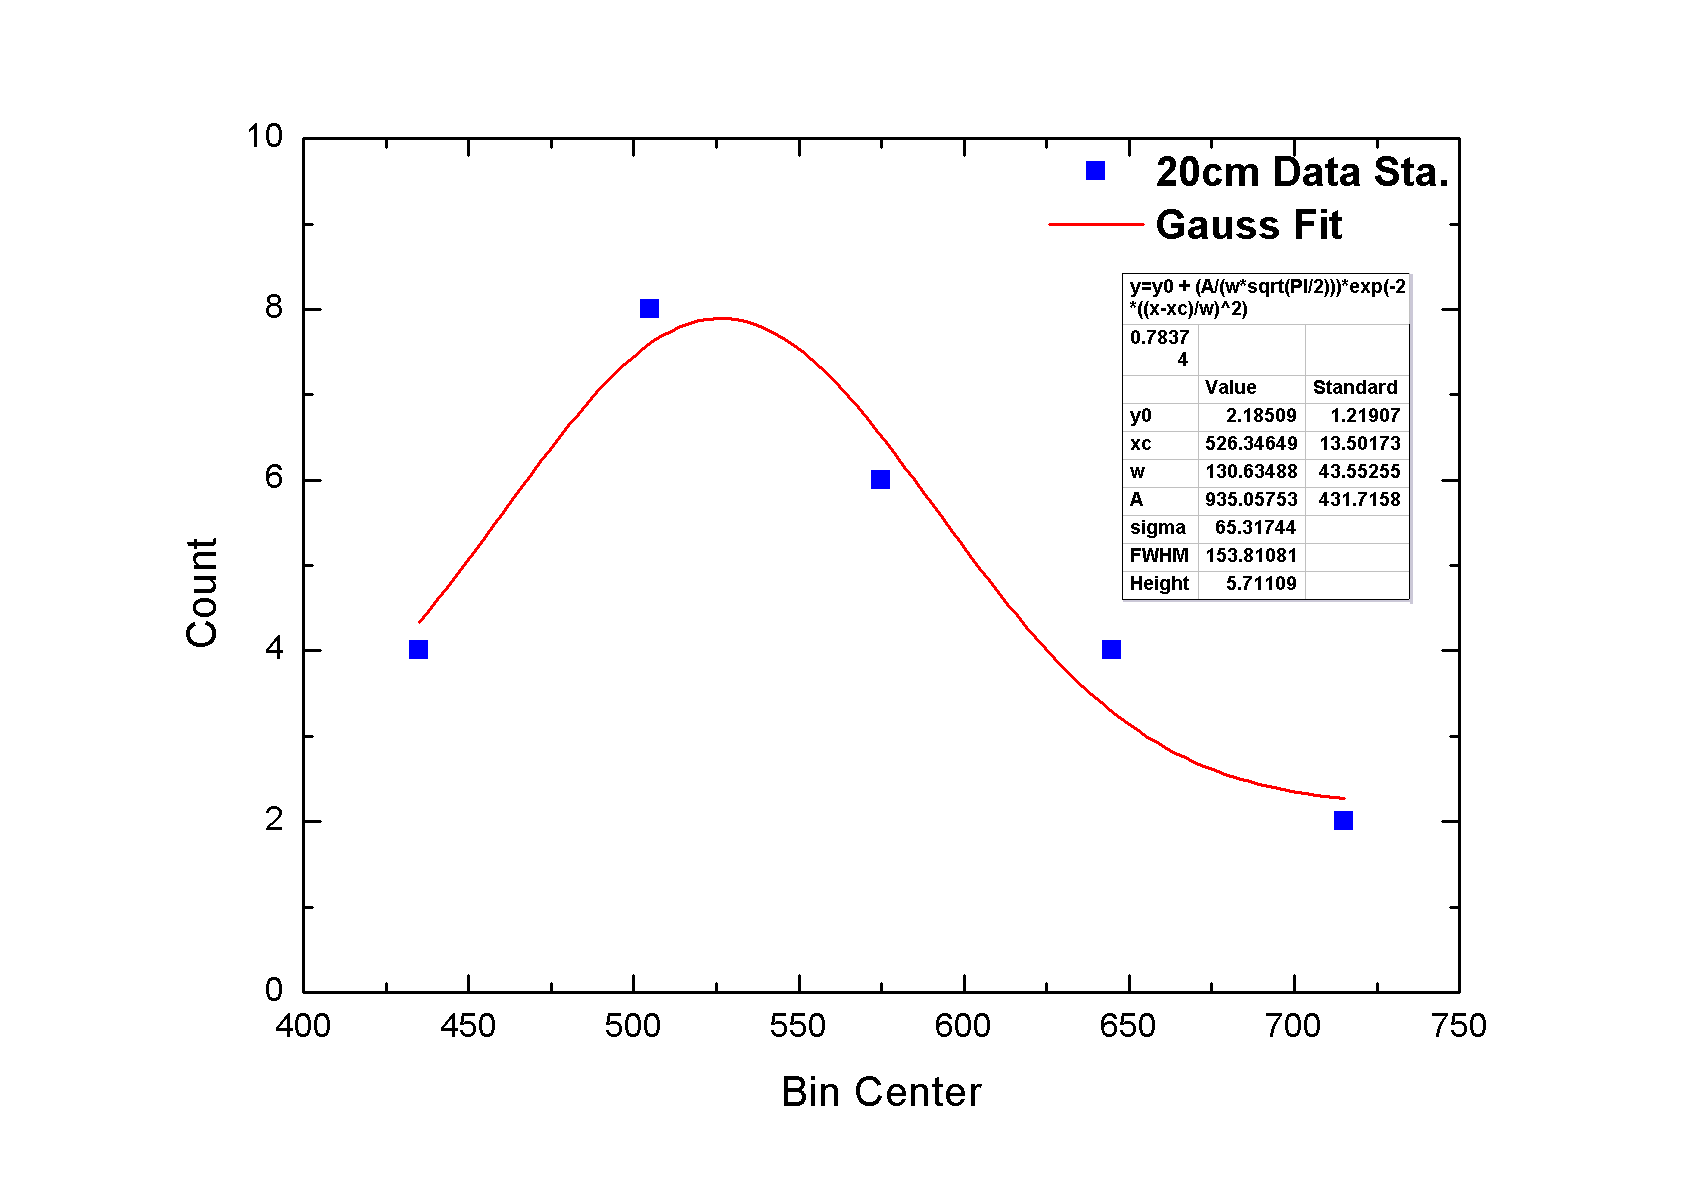 10
8
6
4
2
0
400 450 500 550 600 650 700 750
Count
Bin Center
20cm Data Sta.
Gauss Fit
y=y0 + (A/(w*sqrt(PI/2)))*exp(-2
*((x-xc)/w)^2)
0.7837
4
Value Standard
y0 2.18509 1.21907
xc 526.34649 13.50173
w 130.63488 43.55255
A 935.05753 431.7158
sigma 65.31744
FWHM 153.81081
Height 5.71109